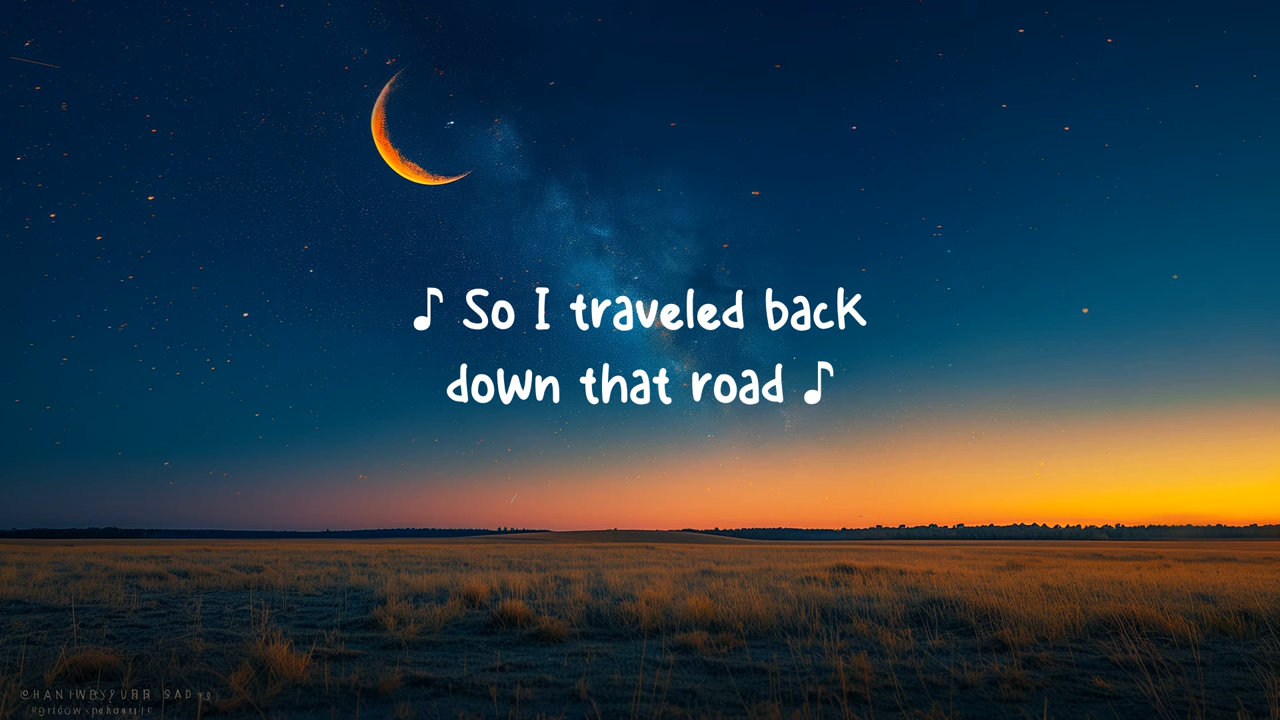 ♪ So I traveled back
down that road ♪